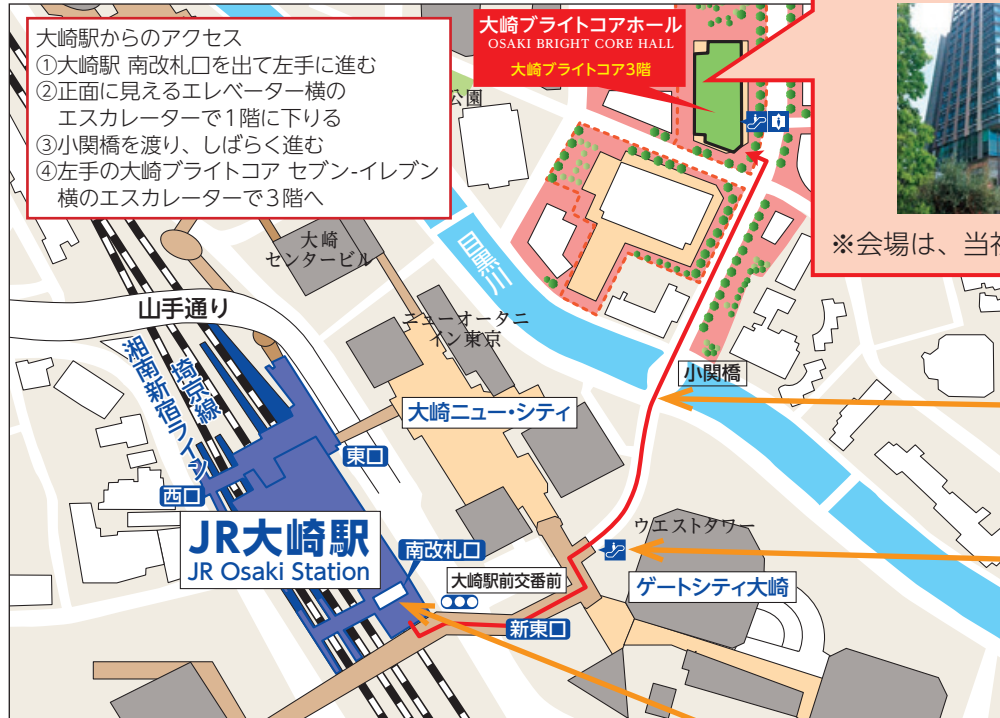 大崎駅からのアクセス
①大崎駅 南改札口を出て左手に進む
②正面に見えるエレベーター横の
エスカレーターで1階に下りる
③小関橋を渡り、しばらく進む
④左手の大崎ブライトコア セブン-イレブン
横のエスカレーターで3階へ
大崎ブライトコアホール
OSAKI BRIGHT CORE HALL
大崎ブライトコア3階
公園
※会場は、当社
大崎
センタービル
目黒川
山手通り
ニューオータニ
イン東京
埼京線
湘南新宿ライン
小関橋
大崎ニュー・シティ
東口
西口
JR大崎駅
JR Osaki Station
南改札口
ウエストタワー
大崎駅前交番前
ゲートシティ大崎
新東口